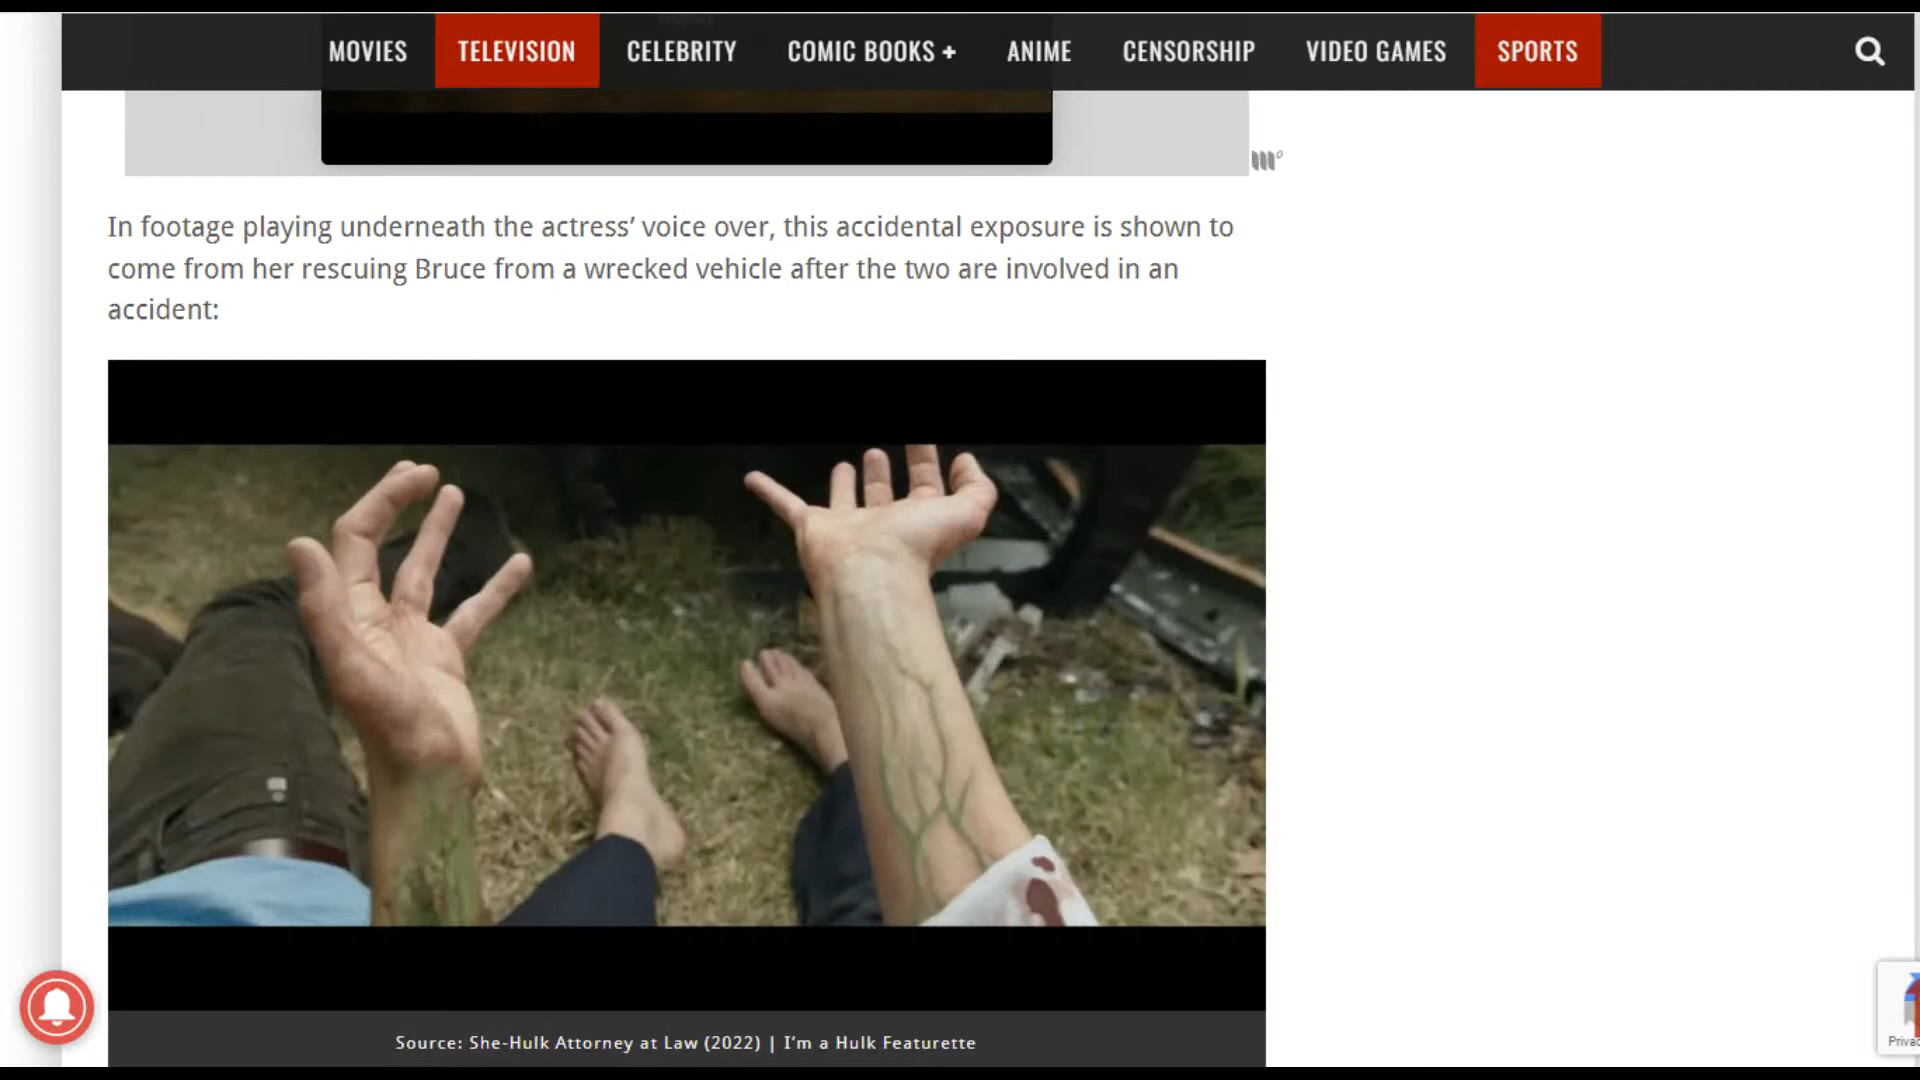 MOVIES TELEVISION CELEBRITY COMIC BOOKS + ANIME CENSORSHIP VIDEO GAMES SPORTS
In footage playing underneath the actress’ voice over, this accidental exposure is shown to
come from her rescuing Bruce from a wrecked vehicle after the two are involved in an
accident:
Source: She-Hulk Attorney at Law (2022) | I’m a Hulk Featurette